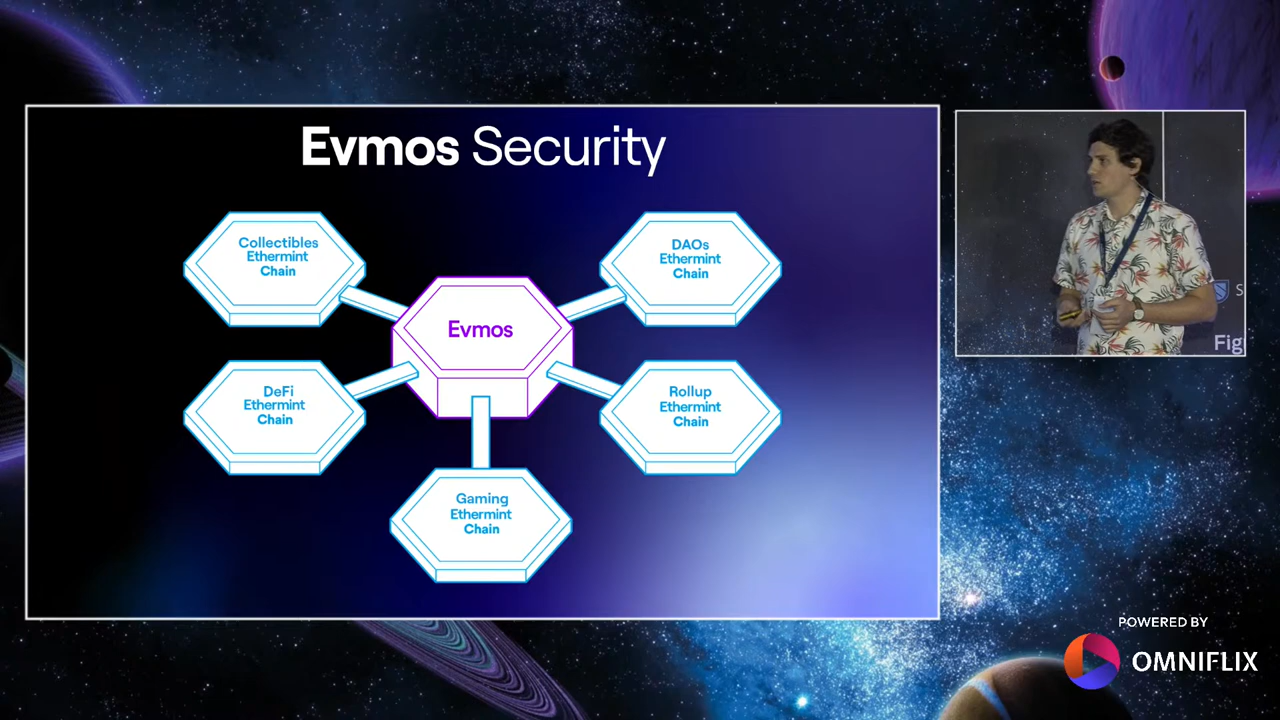 Evmos Security
Collectibles
Ethermint
Chain
DAOs
Ethermint
Chain
Evmos
DeFi
Ethermint
Chain
Rollup
Ethermint
Chain
Gaming
Ethermint
Chain
S
Fig
POWERED BY
OMNIFLIX